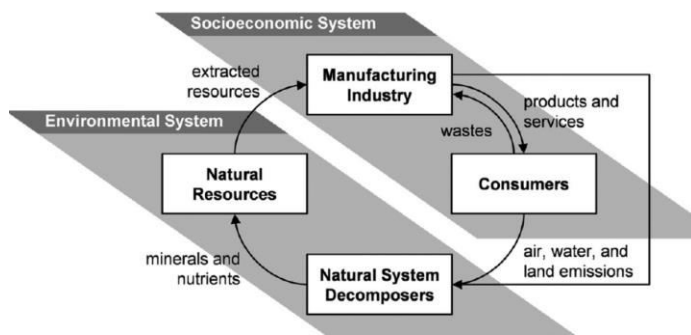 Socioeconomic System
extracted
resources
Manufacturing
Industry
products and
services
wastes
Environmental System
Natural
Resources
Consumers
minerals and
nutrients
Natural System
Decomposers
air, water, and
land emissions